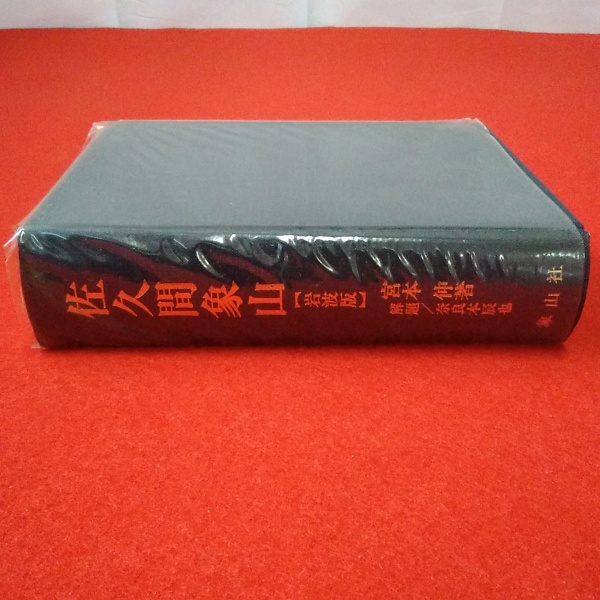 佐久間象山【岩波版】
宮本仲著
解題／奈良本辰也
象山社